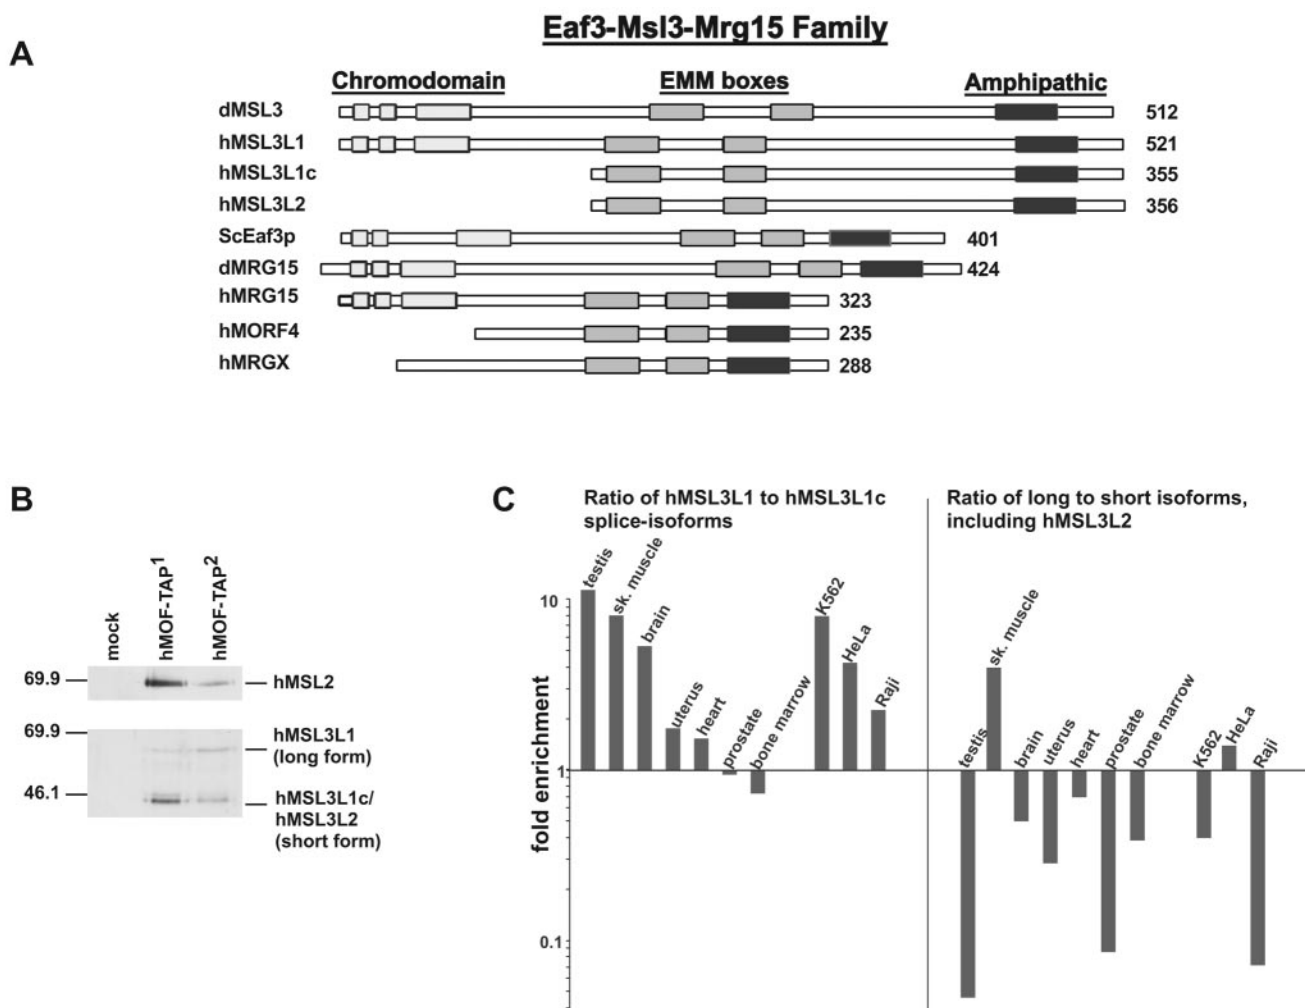 Eaf3-Msl3-Mrg15 Family
A
Chromodomain EMM boxes Amphipathic
dMSL3 512
hMSL3L1 521
hMSL3L1c 355
hMSL3L2 356
ScEaf3p 401
dMRG15 424
hMRG15 323
hMORF4 235
hMRGX 288
B
mock hMOF-TAP1 hMOF-TAP2
69.9 hMSL2
69.9 hMSL3L1
(long form)
46.1 hMSL3L1c/
hMSL3L2
(short form)
C
Ratio of hMSL3L1 to hMSL3L1c
splice-isoforms
Ratio of long to short isoforms,
including hMSL3L2
fold enrichment
10
1
0.1
testis sk. muscle brain uterus heart prostate bone marrow K562 HeLa Raji
testis sk. muscle brain uterus heart prostate bone marrow K562 HeLa Raji